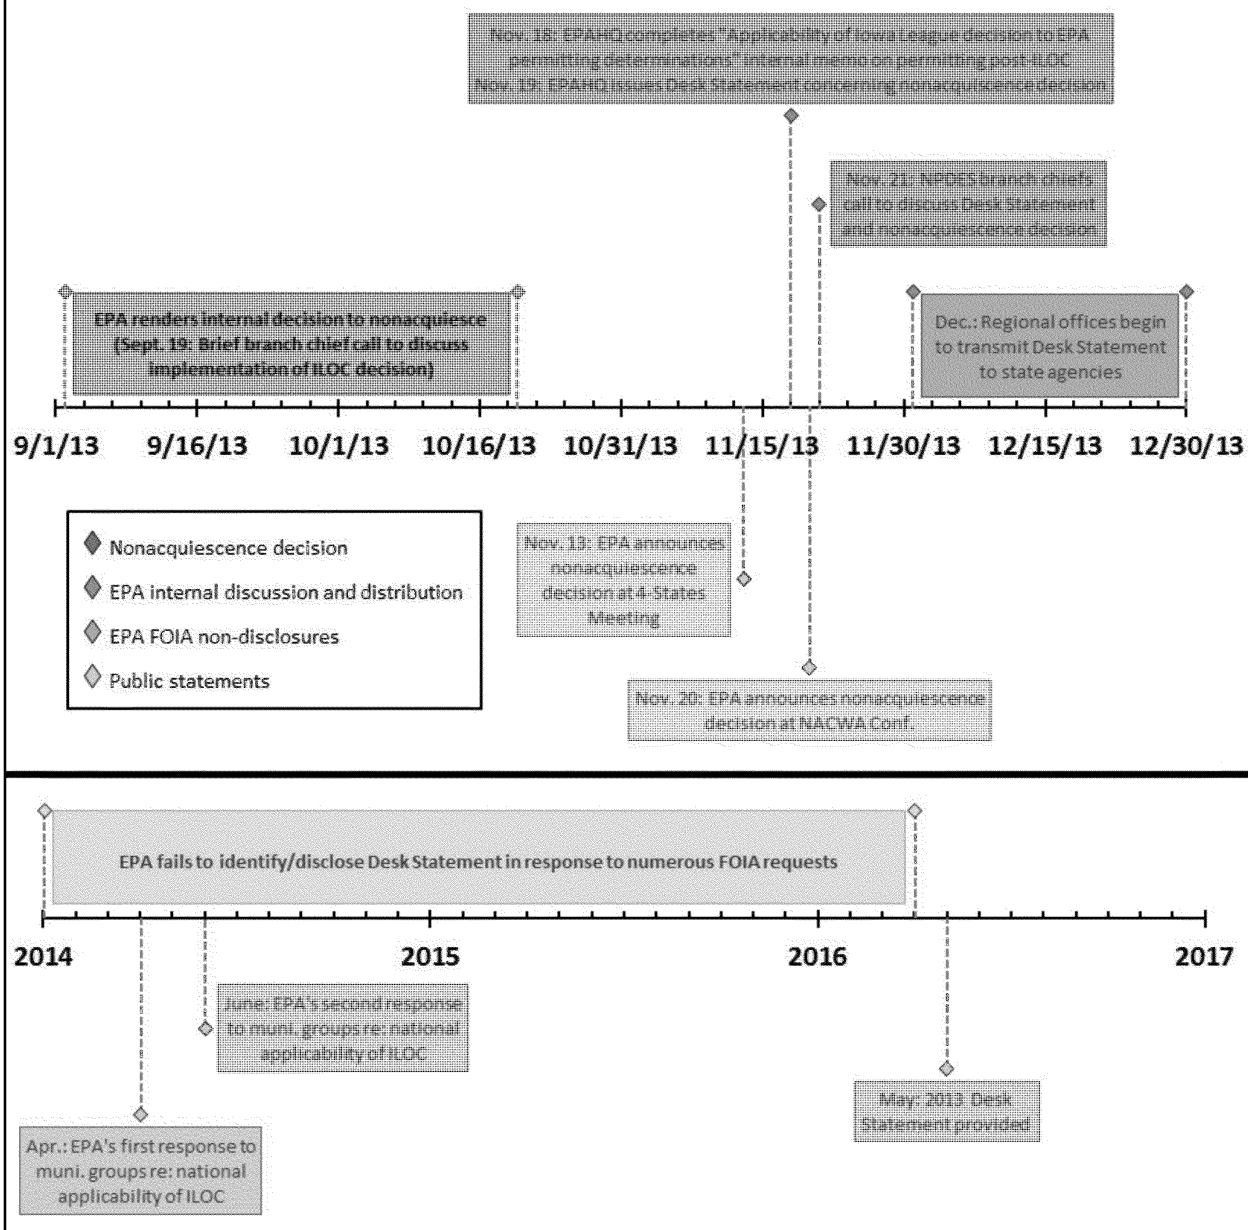 Nov. 18: EPAHQ completes "Applicability of Iowa League decision to EPA
permitting determinations" internal memo on permitting post-ILOC
Nov. 19: EPAHQ issues Desk Statement concerning nonacquiscence decision
Nov. 21: NPDES branch chiefs
call to discuss Desk Statement
and nonacquiescence decision
EPA renders internal decision to nonacquiesce
(Sept. 19: Brief branch chief call to discuss
implementation of ILOC decision)
Dec.: Regional offices begin
to transmit Desk Statement
to state agencies
9/1/13 9/16/13 10/1/13 10/16/13 10/31/13 11/15/13 11/30/13 12/15/13 12/30/13
Nonacquiescence decision
EPA internal discussion and distribution
EPA FOIA non-disclosures
Public statements
Nov. 13: EPA announces
nonacquiescence
decision at 4-States
Meeting
Nov. 20: EPA announces nonacquiescence
decision at NACWA Conf.
EPA fails to identify/disclose Desk Statement in response to numerous FOIA requests
2014 2015 2016 2017
June: EPA's second response
to muni. groups re: national
applicability of ILOC
May: 2013 Desk
Statement provided
Apr.: EPA's first response to
muni. groups re: national
applicability of ILOC